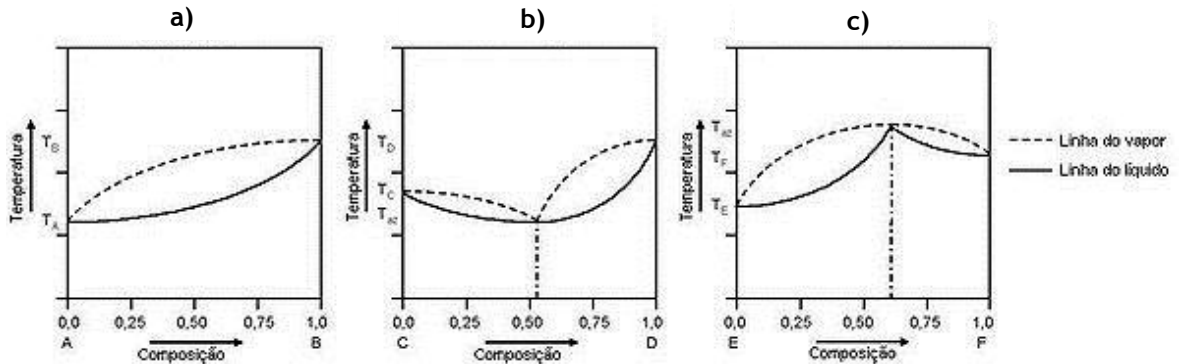 a)
Temperatura
T_B
T_A
0,0 0,25 0,50 0,75 1,0
A B
Composição
b)
Temperatura
T_D
T_C
T_az
0,0 0,25 0,50 0,75 1,0
C D
Composição
c)
Temperatura
T_az
T_F
T_E
0,0 0,25 0,50 0,75 1,0
E F
Composição
Linha do vapor
Linha do líquido